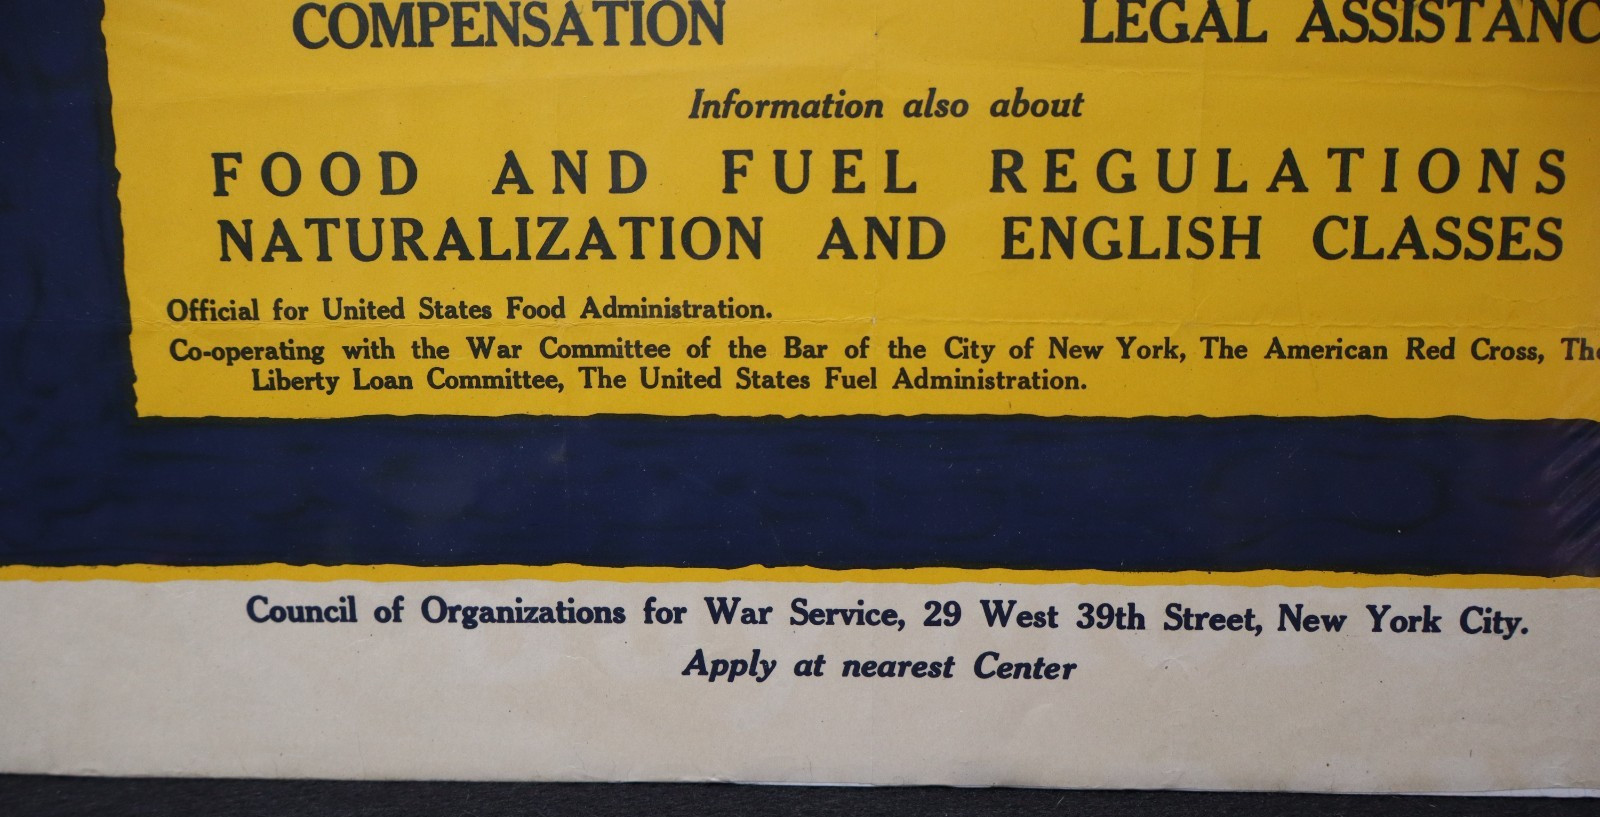 COMPENSATION LEGAL ASSISTANC
Information also about
FOOD AND FUEL REGULATIONS
NATURALIZATION AND ENGLISH CLASSES
Official for United States Food Administration.
Co-operating with the War Committee of the Bar of the City of New York, The American Red Cross, The
Liberty Loan Committee, The United States Fuel Administration.
Council of Organizations for War Service, 29 West 39th Street, New York City.
Apply at nearest Center